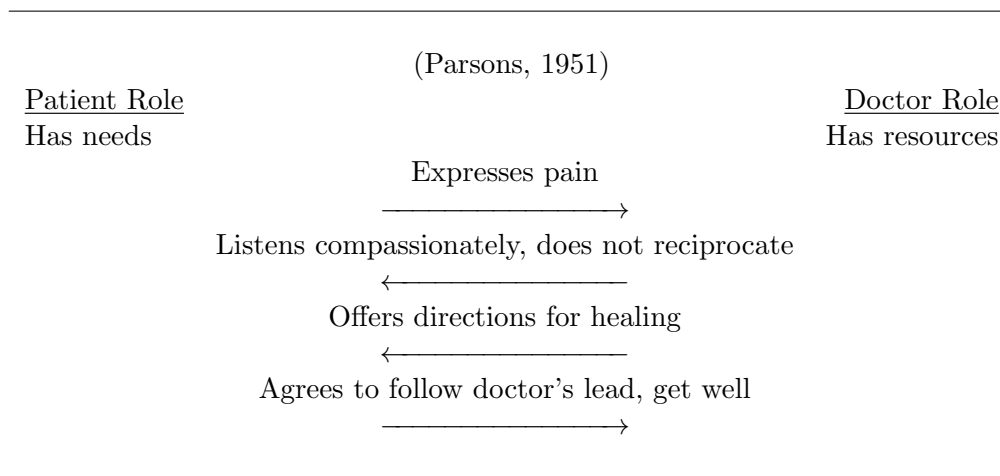 (Parsons, 1951)
Patient Role Doctor Role
Has needs Has resources
Expresses pain
Listens compassionately, does not reciprocate
Offers directions for healing
Agrees to follow doctor's lead, get well